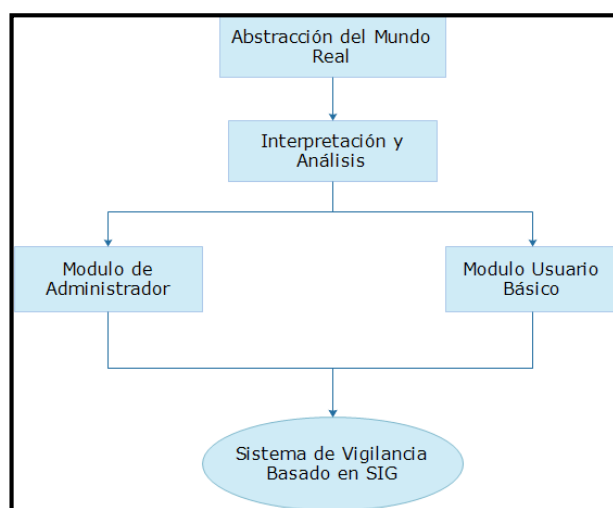 Abstracción del Mundo
Real
Interpretación y
Análisis
Modulo de
Administrador
Modulo Usuario
Básico
Sistema de Vigilancia
Basado en SIG